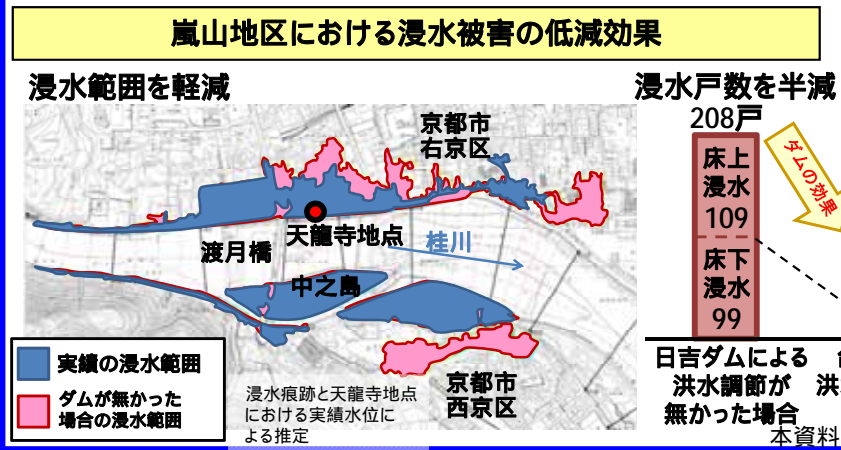 嵐山地区における浸水被害の低減効果
浸水範囲を軽減
京都市
右京区
天龍寺地点
渡月橋
桂川
中之島
京都市
西京区
実績の浸水範囲
ダムが無かった
場合の浸水範囲
浸水痕跡と天龍寺地点
における実績水位に
よる推定
浸水戸数を半減
208戸
ダムの効果
床上
浸水
109
床下
浸水
99
日吉ダムによる
洪水調節が
無かった場合
洪
本資料